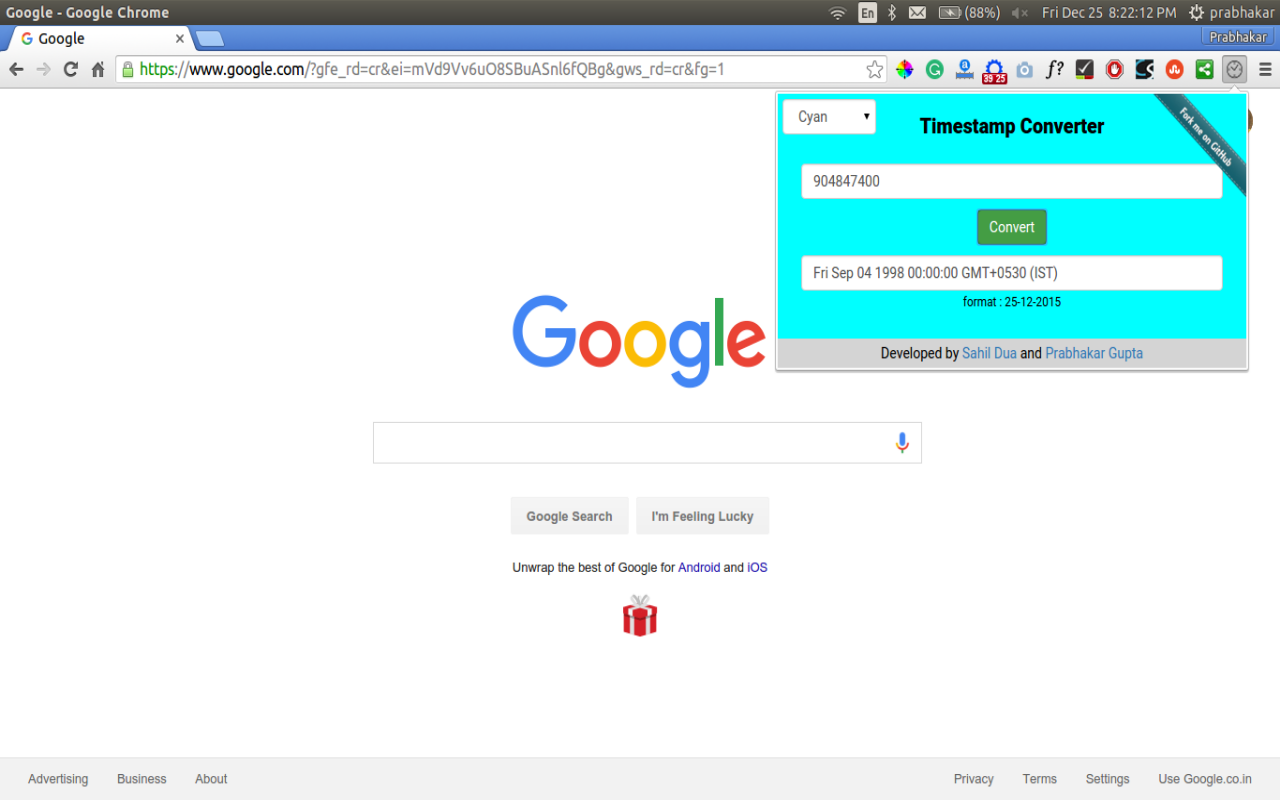 Google - Google Chrome
En
(88%)
Fri Dec 25 8:22:12 PM
prabhakar
Google
Prabhakar
https://www.google.com/?gfe_rd=cr&ei=mVd9Vv6uO8SBuASnl6fQBg&gws_rd=cr&fg=1
39 25
f?
Cyan
Timestamp Converter
Fork me on GitHub
904847400
Convert
Fri Sep 04 1998 00:00:00 GMT+0530 (IST)
format : 25-12-2015
Developed by Sahil Dua and Prabhakar Gupta
Google
Google Search
I'm Feeling Lucky
Unwrap the best of Google for Android and iOS
Advertising
Business
About
Privacy
Terms
Settings
Use Google.co.in